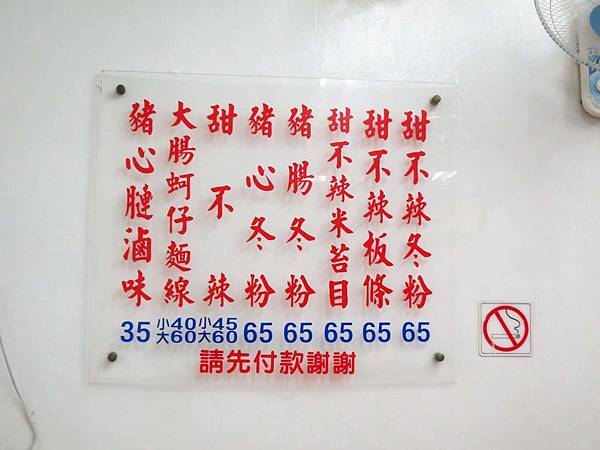 甜不辣冬粉 65
甜不辣板條 65
甜不辣米苔目 65
豬腸冬粉 65
豬心冬粉 65
甜不辣 小45 大60
大腸蚵仔麵線 小40 大60
豬心腱滷味 35
請先付款謝謝